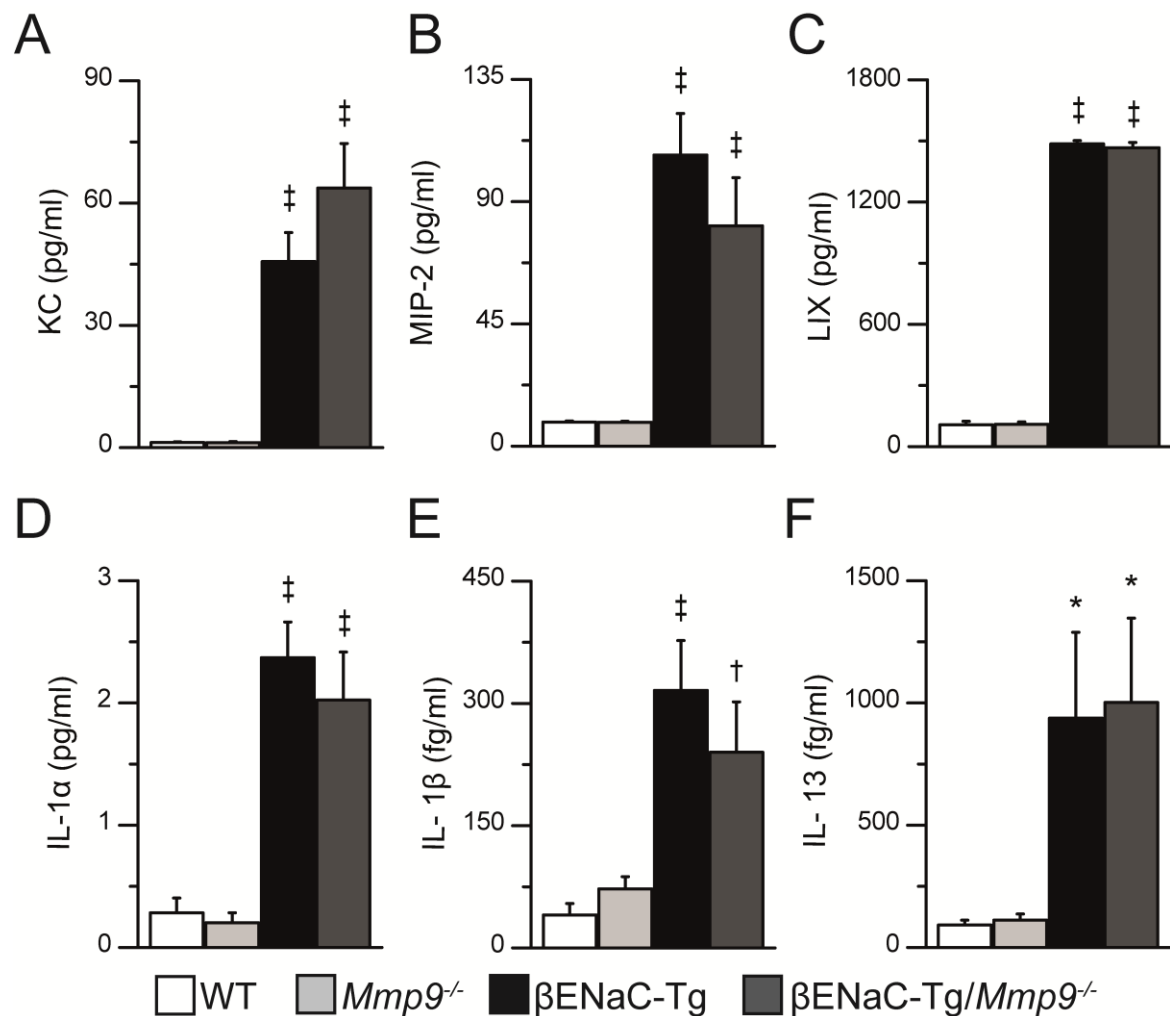 A
KC (pg/ml)
90
60
30
0
‡
‡
B
MIP-2 (pg/ml)
135
90
45
0
‡
‡
C
LIX (pg/ml)
1800
1200
600
0
‡
‡
D
IL-1α (pg/ml)
3
2
1
0
‡
‡
E
IL- 1β (fg/ml)
450
300
150
0
‡
†
F
IL- 13 (fg/ml)
1500
1000
500
0
*
*
WT Mmp9-/- βENaC-Tg βENaC-Tg/Mmp9-/-